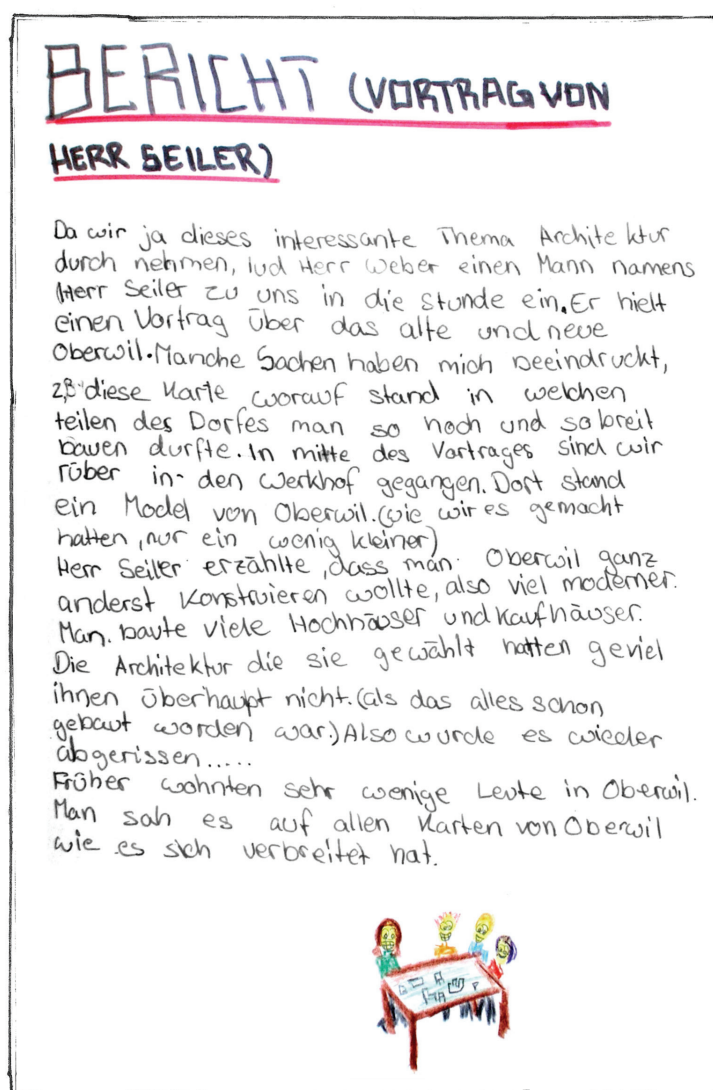 BERICHT (VORTRAG VON
HERR SEILER)
Da wir ja dieses interessante Thema Architektur
durch nehmen, lud Herr Weber einen Mann namens
Herr Seiler zu uns in die Stunde ein. Er hielt
einen Vortrag über das alte und neue
Oberwil. Manche Sachen haben mich beeindruckt,
z.B diese Karte worauf stand in welchen
teilen des Dorfes man so hoch und so breit
bauen durfte. In mitte des Vortrages sind wir
rüber in den Werkhof gegangen. Dort stand
ein Model von Oberwil. (wie wir es gemacht
hatten, nur ein wenig kleiner)
Herr Seiler erzählte, dass man Oberwil ganz
anderst konstruieren wollte, also viel moderner.
Man baute viele Hochhäuser und Kaufhäuser.
Die Architektur die sie gewählt hatten geviel
ihnen überhaupt nicht. (als das alles schon
gebaut worden war.) Also wurde es wieder
abgerissen.....
Früher wohnten sehr wenige Leute in Oberwil.
Man sah es auf allen Karten von Oberwil
wie es sich verbreitet hat.